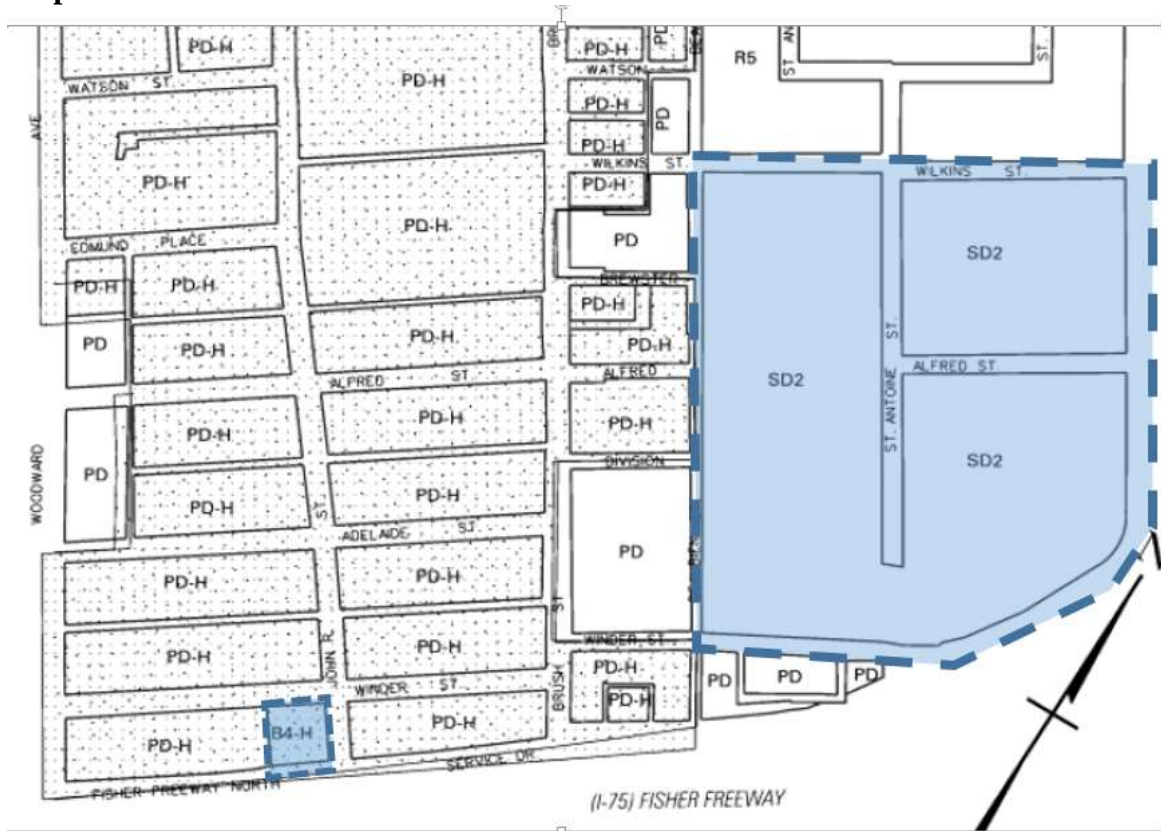 PD-H
PD-H
PD-H
R5
ST.
WATSON ST.
WATSON
AVE
PD-H
PD
PD-H
PD-H
WILKINS ST.
WILKINS ST.
PD-H
PD-H
PD-H
PD
SD2
EDMUND PLACE
BREWSTER
PD-H
PD-H
PD-H
PD
PD-H
PD-H
PD-H
ALFRED ST.
ALFRED
ALFRED ST.
SD2
ST. ANTOINE ST.
PD-H
PD-H
PD-H
SD2
WOODWARD
PD
DIVISION
PD-H
PD-H
ST.
ADELAIDE ST.
PD
PD-H
PD-H
PD-H
PD-H
JOHN R.
WINDER ST.
WINDER ST.
BRUSH ST
PD-H
PD-H
PD
PD
PD
PD-H
B4-H
PD-H
FISHER FREEWAY NORTH SERVICE DR.
(I-75) FISHER FREEWAY